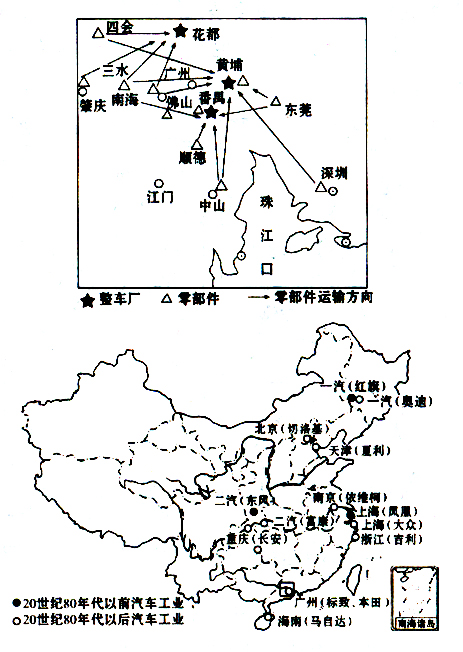 四会
花都
三水
广州
黄埔
肇庆
南海
佛山
番禺
东莞
顺德
深圳
江门
中山
珠江口
整车厂 零部件 零部件运输方向
一汽(红旗)
一汽(奥迪)
北京(切诺基)
天津(夏利)
二汽(东风)
南京(依维柯)
上海(凤凰)
二汽(富康)
上海(大众)
重庆(长安)
浙江(吉利)
20世纪80年代以前汽车工业
广州(标致、本田)
20世纪80年代以后汽车工业
海南(马自达)
南海诸岛